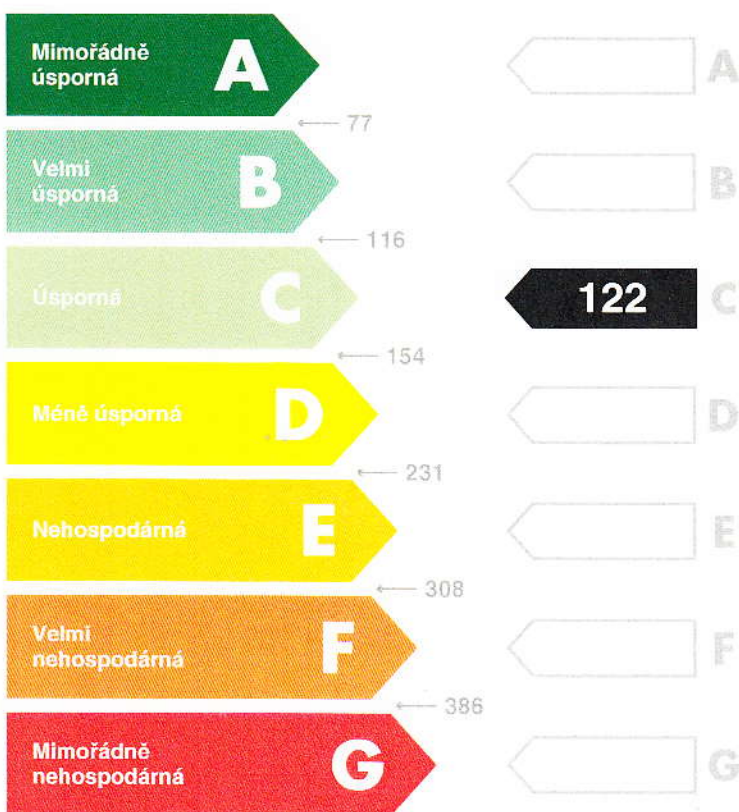 Mimořádně
úsporná
A
A
77
Velmi
úsporná
B
B
116
Úsporná
C
122
C
154
Méně úsporná
D
D
231
Nehospodárná
E
E
308
Velmi
nehospodárná
F
F
386
Mimořádně
nehospodárná
G
G